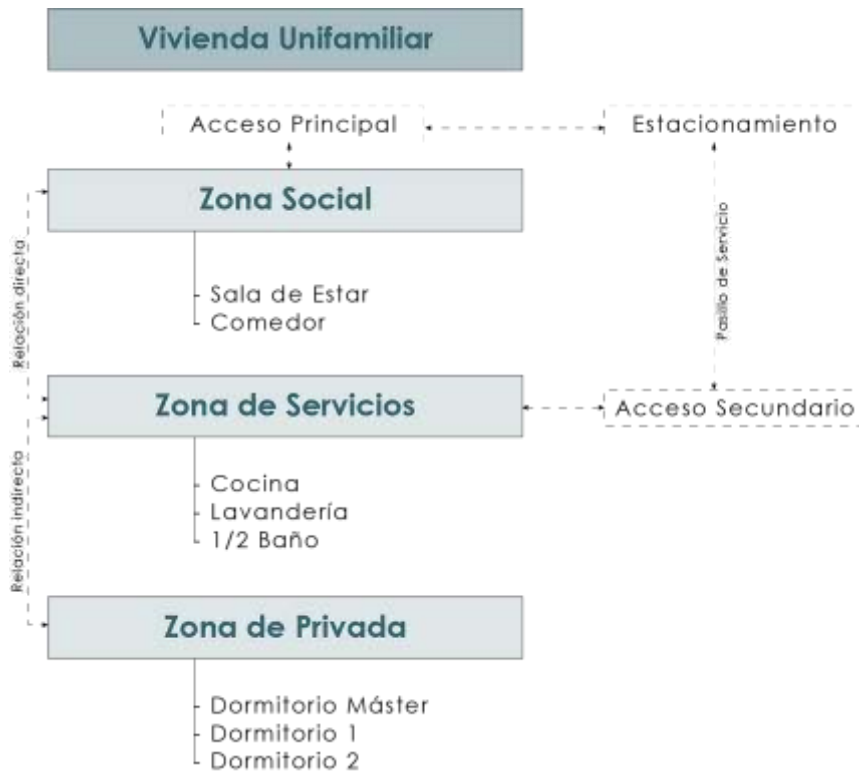 Vivienda Unifamiliar
Acceso Principal
Estacionamiento
Zona Social
Relación directa
Sala de Estar
Comedor
Pasillo de Servicio
Zona de Servicios
Acceso Secundario
Relación indirecta
Cocina
Lavandería
1/2 Baño
Zona de Privada
Dormitorio Máster
Dormitorio 1
Dormitorio 2